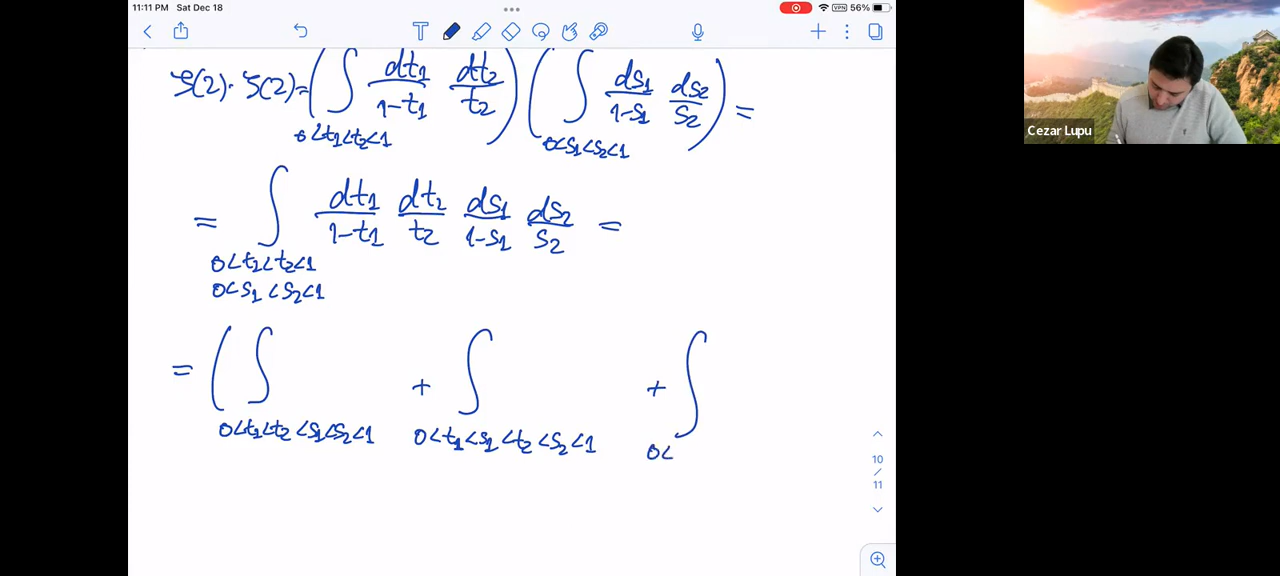 11:11 PM Sat Dec 18
VPN 56%
ζ(2)·ζ(2)=(∫ dt₁/(1-t₁) dt₂/t₂)(∫ ds₁/(1-s₁) ds₂/s₂)=
0<t₁<t₂<1 0<s₁<s₂<1
= ∫ dt₁/(1-t₁) dt₂/t₂ ds₁/(1-s₁) ds₂/s₂ =
0<t₁<t₂<1
0<s₁<s₂<1
= (∫ + ∫ + ∫
0<t₁<t₂<s₁<s₂<1 0<t₁<s₁<t₂<s₂<1 0<
10
/
11
Cezar Lupu